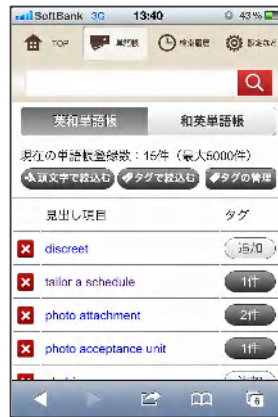 SoftBank 3G 13:40 43%
TOP 単語帳 検索履歴 設定など
英和単語帳 和英単語帳
現在の単語帳登録数：15件（最大5000件）
頭文字で絞込む タグで絞込む タグの管理
見出し項目 タグ
discreet 追加
tailor a schedule 1件
photo attachment 2件
photo acceptance unit 1件
6